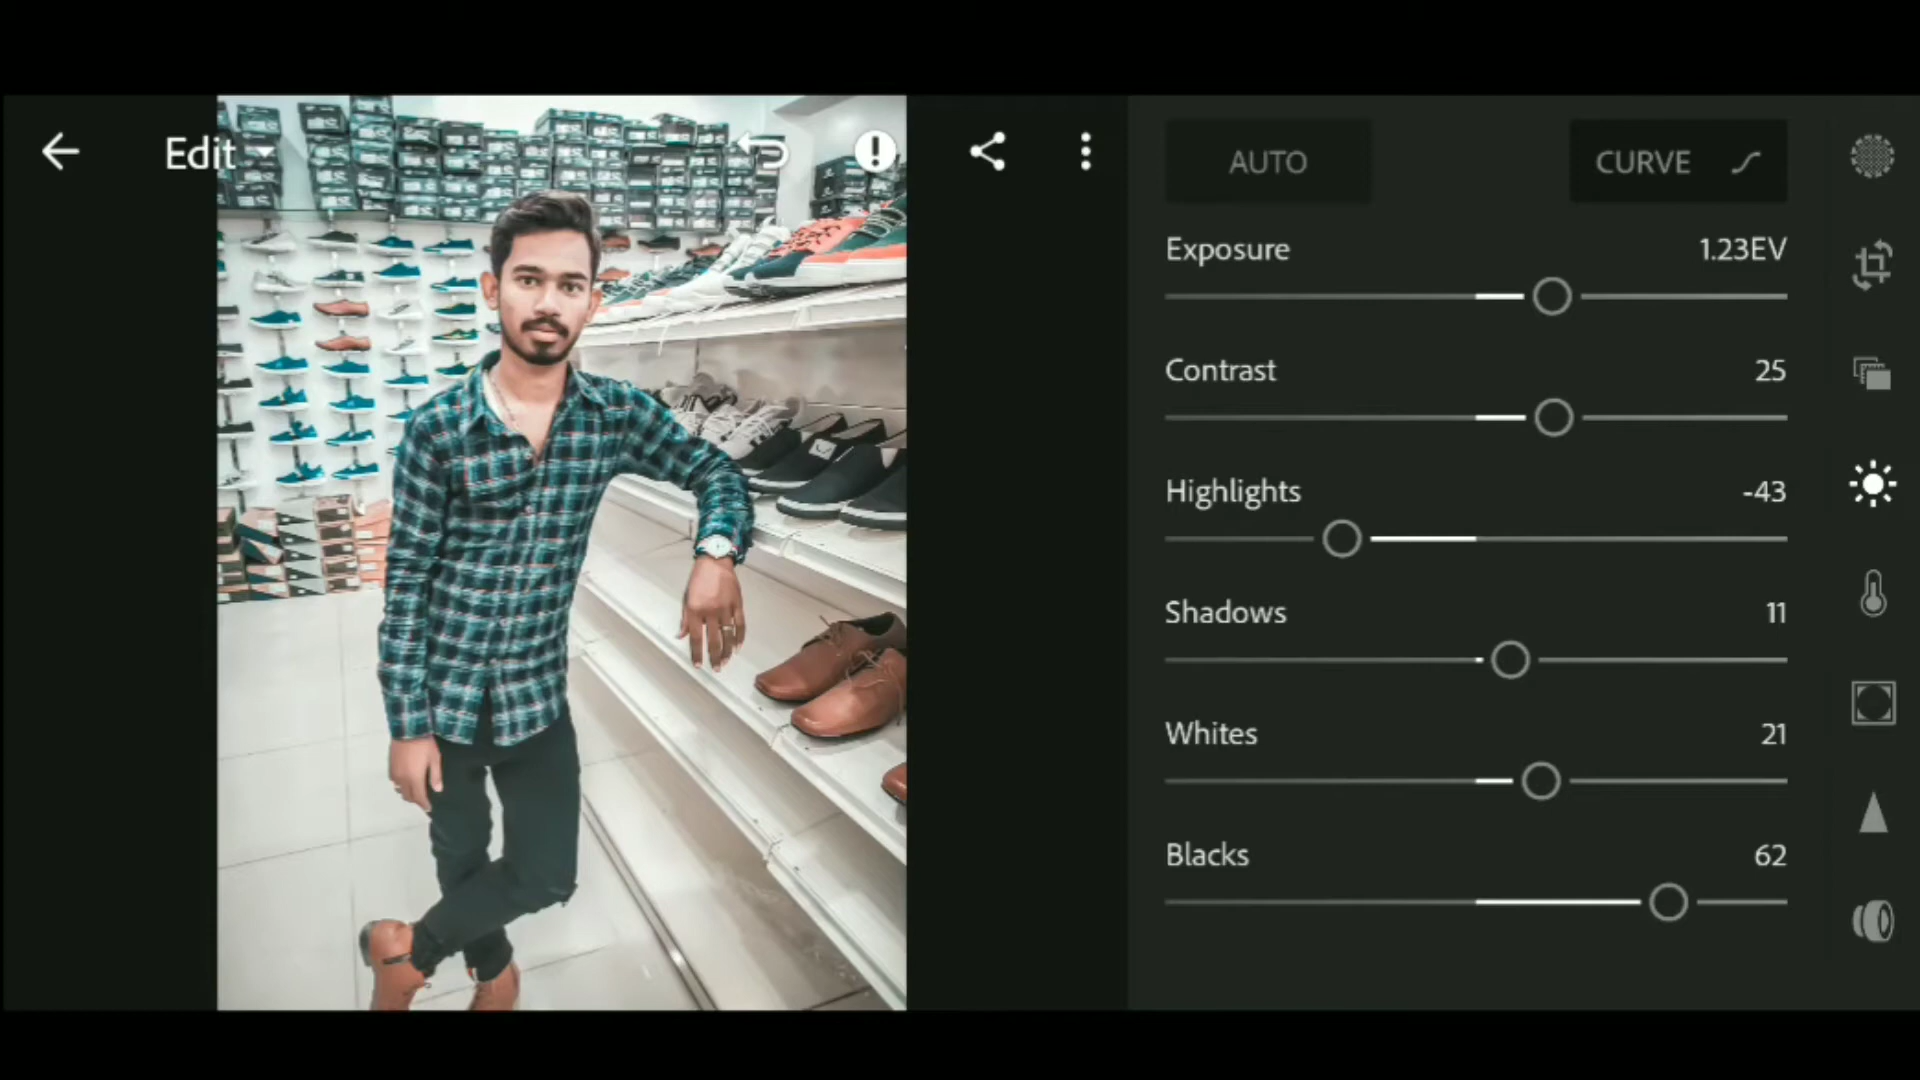 Edit
AUTO
CURVE
Exposure 1.23EV
Contrast 25
Highlights -43
Shadows 11
Whites 21
Blacks 62